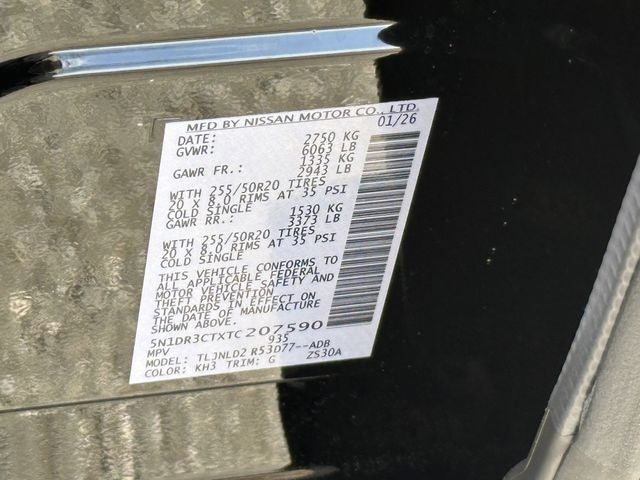 MFD BY NISSAN MOTOR CO., LTD.
DATE: 01/26
GVWR: 2750 KG
6063 LB
GAWR FR.: 1335 KG
2943 LB
WITH 255/50R20 TIRES
20 X 8.0 RIMS AT 35 PSI
COLD SINGLE
GAWR RR.: 1530 KG
3373 LB
WITH 255/50R20 TIRES
20 X 8.0 RIMS AT 35 PSI
COLD SINGLE
THIS VEHICLE CONFORMS TO
ALL APPLICABLE FEDERAL
MOTOR VEHICLE SAFETY AND
THEFT PREVENTION
STANDARDS IN EFFECT ON
THE DATE OF MANUFACTURE
SHOWN ABOVE.
5N1DR3CTXTC207590
MPV 935
MODEL: TLJNLD2 R53D77--ADB
COLOR: KH3 TRIM: G ZS30A